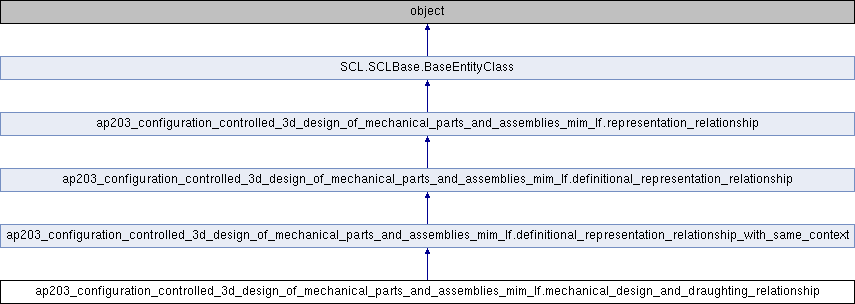 object
SCL.SCLBase.BaseEntityClass
ap203_configuration_controlled_3d_design_of_mechanical_parts_and_assemblies_mim_lf.representation_relationship
ap203_configuration_controlled_3d_design_of_mechanical_parts_and_assemblies_mim_lf.definitional_representation_relationship
ap203_configuration_controlled_3d_design_of_mechanical_parts_and_assemblies_mim_lf.definitional_representation_relationship_with_same_context
ap203_configuration_controlled_3d_design_of_mechanical_parts_and_assemblies_mim_lf.mechanical_design_and_draughting_relationship